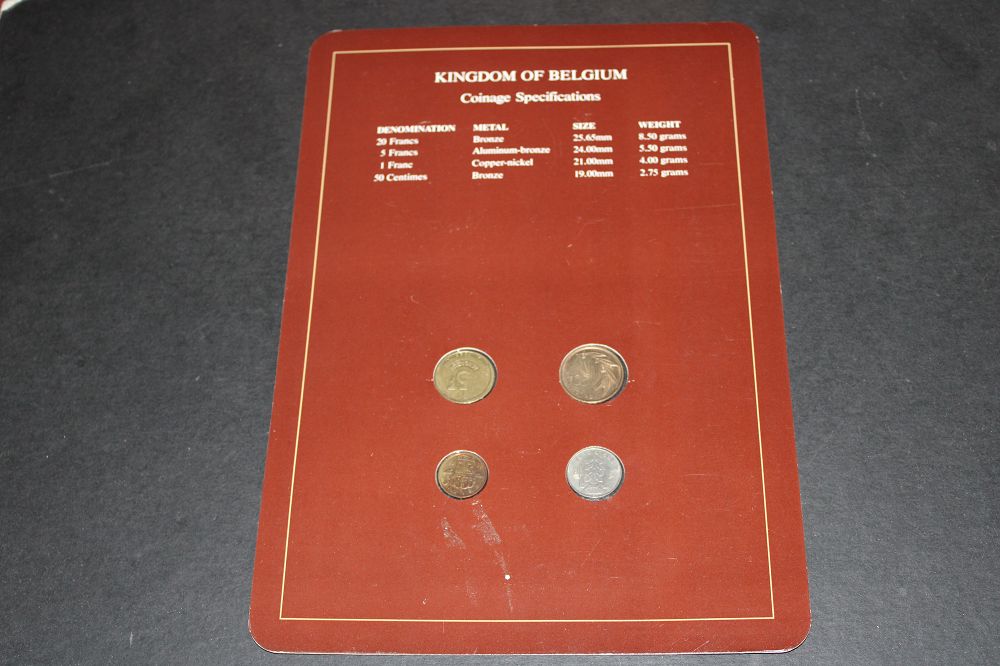 KINGDOM OF BELGIUM
Coinage Specifications
DENOMINATION METAL SIZE WEIGHT
20 Francs Bronze 25.65mm 8.50 grams
5 Francs Aluminum-bronze 24.00mm 5.50 grams
1 Franc Copper-nickel 21.00mm 4.00 grams
50 Centimes Bronze 19.00mm 2.75 grams